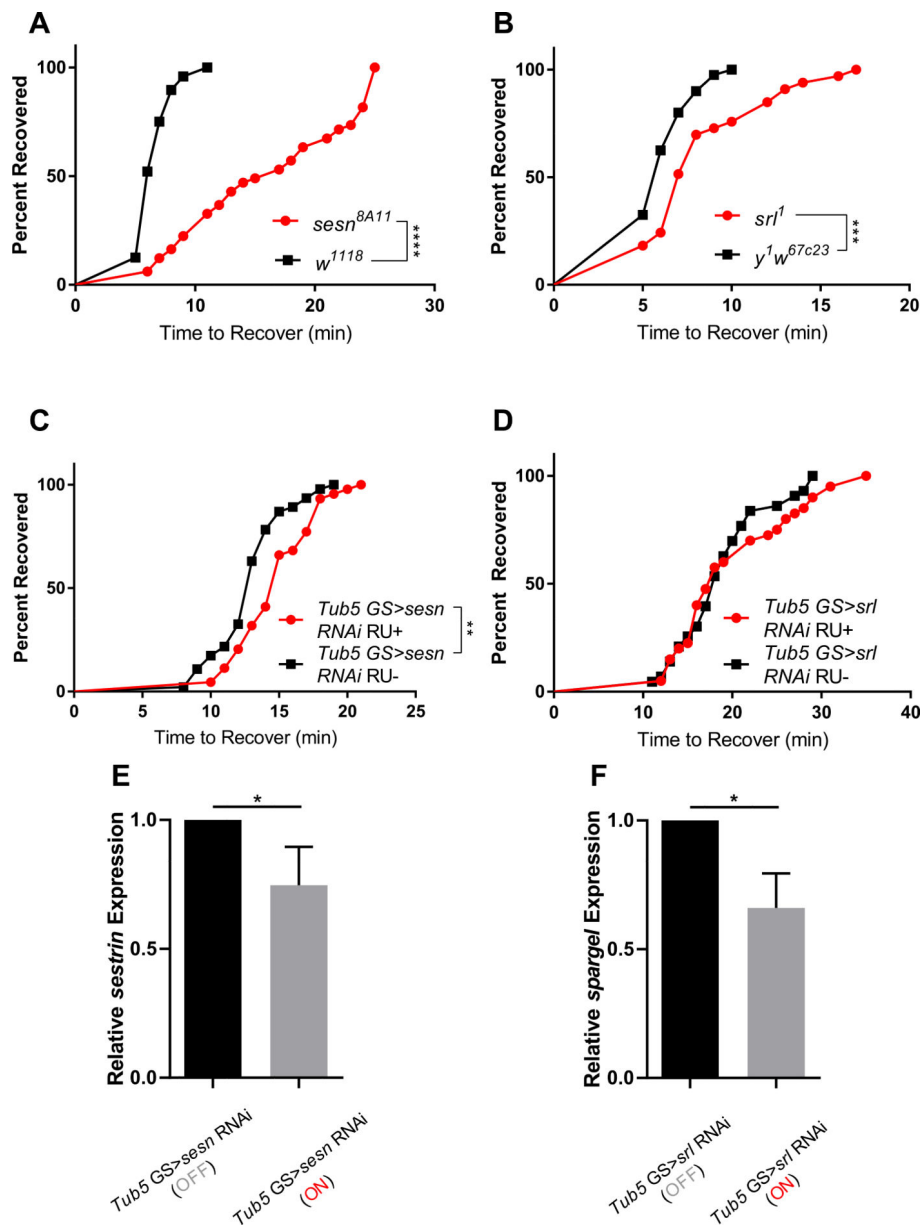 A
Percent Recovered
100
50
0
0
10
20
30
Time to Recover (min)
sesn8A11
w1118
****
B
Percent Recovered
100
50
0
0
5
10
15
20
Time to Recover (min)
srl1
y1w67c23
***
C
Percent Recovered
100
50
0
0
5
10
15
20
25
Time to Recover (min)
Tub5 GS>sesn
RNAi RU+
Tub5 GS>sesn
RNAi RU-
**
D
Percent Recovered
100
50
0
0
10
20
30
40
Time to Recover (min)
Tub5 GS>srl
RNAi RU+
Tub5 GS>srl
RNAi RU-
E
Relative sestrin Expression
1.0
0.5
0.0
*
Tub5 GS>sesn RNAi
(OFF)
Tub5 GS>sesn RNAi
(ON)
F
Relative spargel Expression
1.0
0.5
0.0
*
Tub5 GS>srl RNAi
(OFF)
Tub5 GS>srl RNAi
(ON)